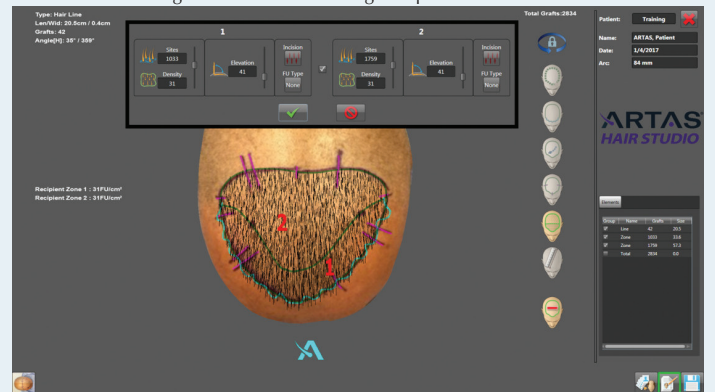 Type: Hair Line
Len/Wid: 20.5cm / 0.4cm
Grafts: 42
Angle[H]: 35° / 359°
Total Grafts:2834
1
2
Sites
1033
Density
31
Elevation
41
Incision
FU Type
None
Sites
1759
Density
31
Elevation
41
Incision
FU Type
None
Patient: Training
Name: ARTAS, Patient
Date: 1/4/2017
Arc: 84 mm
ARTAS
HAIR STUDIO
Recipient Zone 1 : 31FU/cm²
Recipient Zone 2 : 31FU/cm²
2
1
Elements
Group Name Grafts Size
Line 42 20.5
Zone 1033 33.6
Zone 1759 57.3
Total 2834 0.0